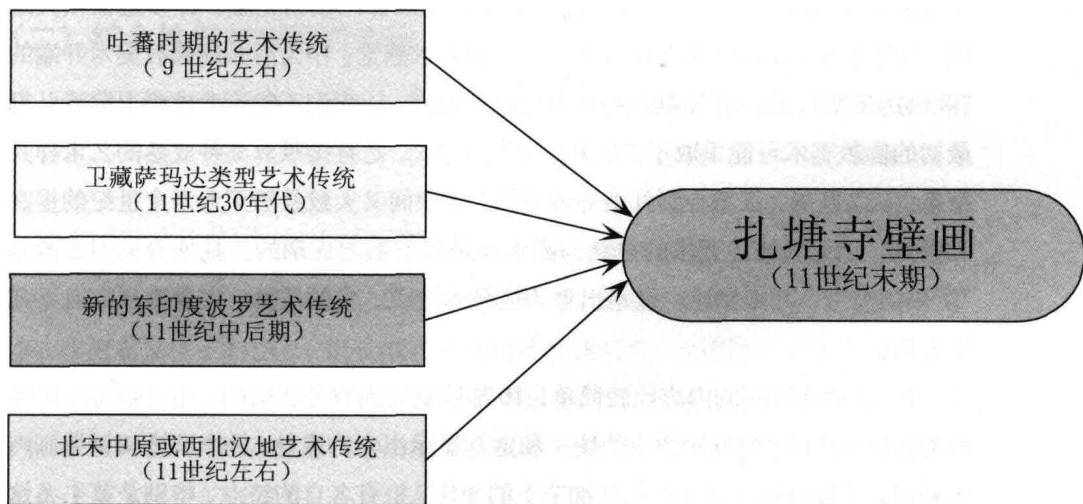 吐蕃时期的艺术传统
（9世纪左右）
卫藏萨玛达类型艺术传统
（11世纪30年代）
新的东印度波罗艺术传统
（11世纪中后期）
北宋中原或西北汉地艺术传统
（11世纪左右）
扎塘寺壁画
（11世纪末期）